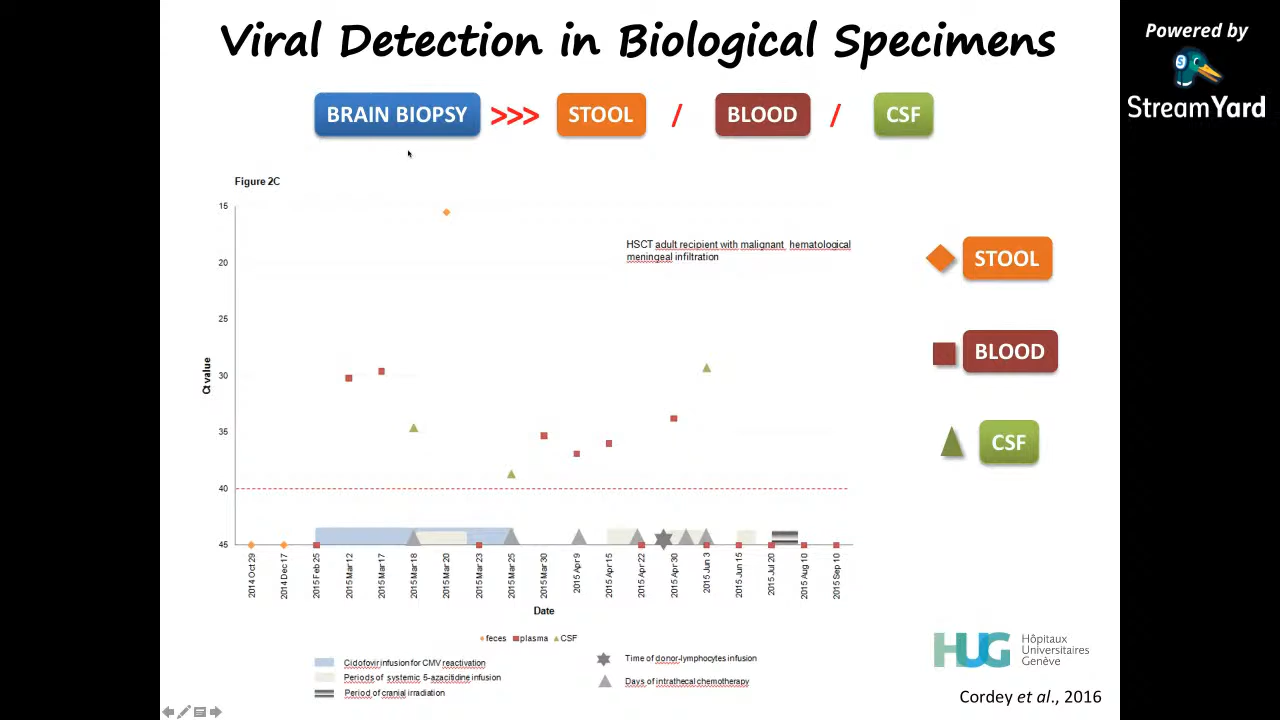 Viral Detection in Biological Specimens
Powered by
StreamYard
BRAIN BIOPSY >>> STOOL / BLOOD / CSF
Figure 2C
HSCT adult recipient with malignant hematological
meningeal infiltration
STOOL
BLOOD
CSF
Ct value
15
20
25
30
35
40
45
2014 Oct 29
2014 Dec 17
2015 Feb 25
2015 Mar 12
2015 Mar 17
2015 Mar 18
2015 Mar 20
2015 Mar 23
2015 Mar 25
2015 Mar 30
2015 Apr 9
2015 Apr 15
2015 Apr 22
2015 Apr 30
2015 Jun 3
2015 Jun 15
2015 Jul 20
2015 Aug 10
2015 Sep 10
Date
feces plasma CSF
Cidofovir infusion for CMV reactivation
Periods of systemic 5-azacitidine infusion
Period of cranial irradiation
Time of donor-lymphocytes infusion
Days of intrathecal chemotherapy
HUG
Hôpitaux
Universitaires
Genève
Cordey et al., 2016